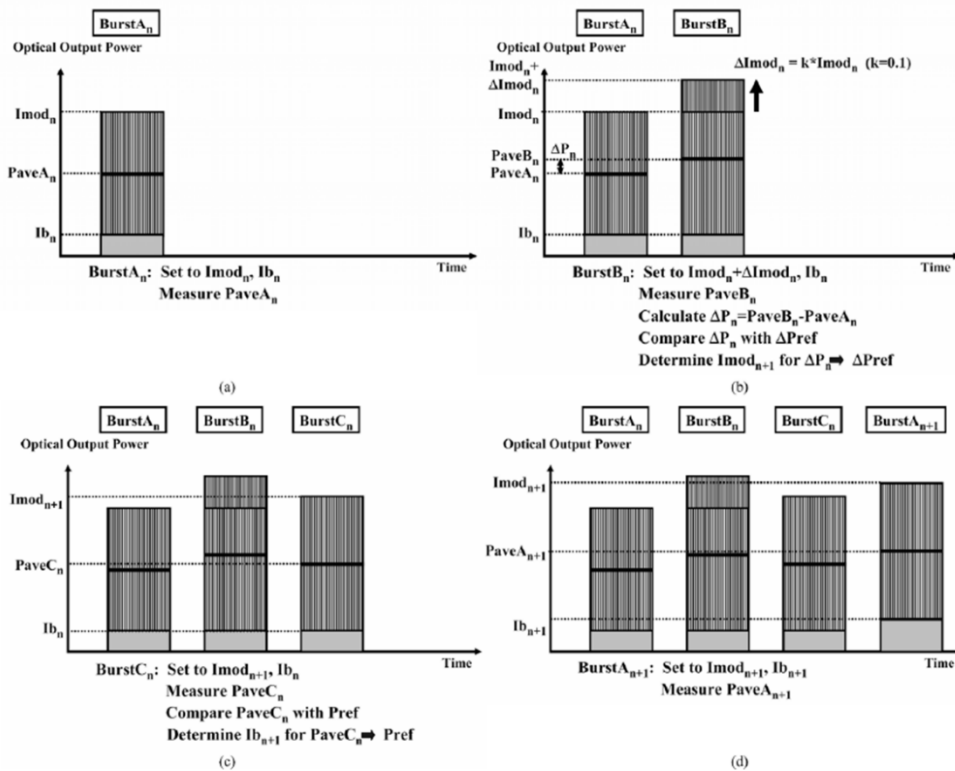 BurstAn
Optical Output Power
Imodn
PaveAn
Ibn
Time
BurstAn: Set to Imodn, Ibn
Measure PaveAn
(a)
BurstAn BurstBn
Optical Output Power
Imodn+
ΔImodn
ΔImodn = k*Imodn (k=0.1)
Imodn
ΔPn
PaveBn
PaveAn
Ibn
Time
BurstBn: Set to Imodn+ΔImodn, Ibn
Measure PaveBn
Calculate ΔPn=PaveBn-PaveAn
Compare ΔPn with ΔPref
Determine Imodn+1 for ΔPn➡ ΔPref
(b)
BurstAn BurstBn BurstCn
Optical Output Power
Imodn+1
PaveCn
Ibn
Time
BurstCn: Set to Imodn+1, Ibn
Measure PaveCn
Compare PaveCn with Pref
Determine Ibn+1 for PaveCn➡ Pref
(c)
BurstAn BurstBn BurstCn BurstAn+1
Optical Output Power
Imodn+1
PaveAn+1
Ibn+1
Time
BurstAn+1: Set to Imodn+1, Ibn+1
Measure PaveAn+1
(d)